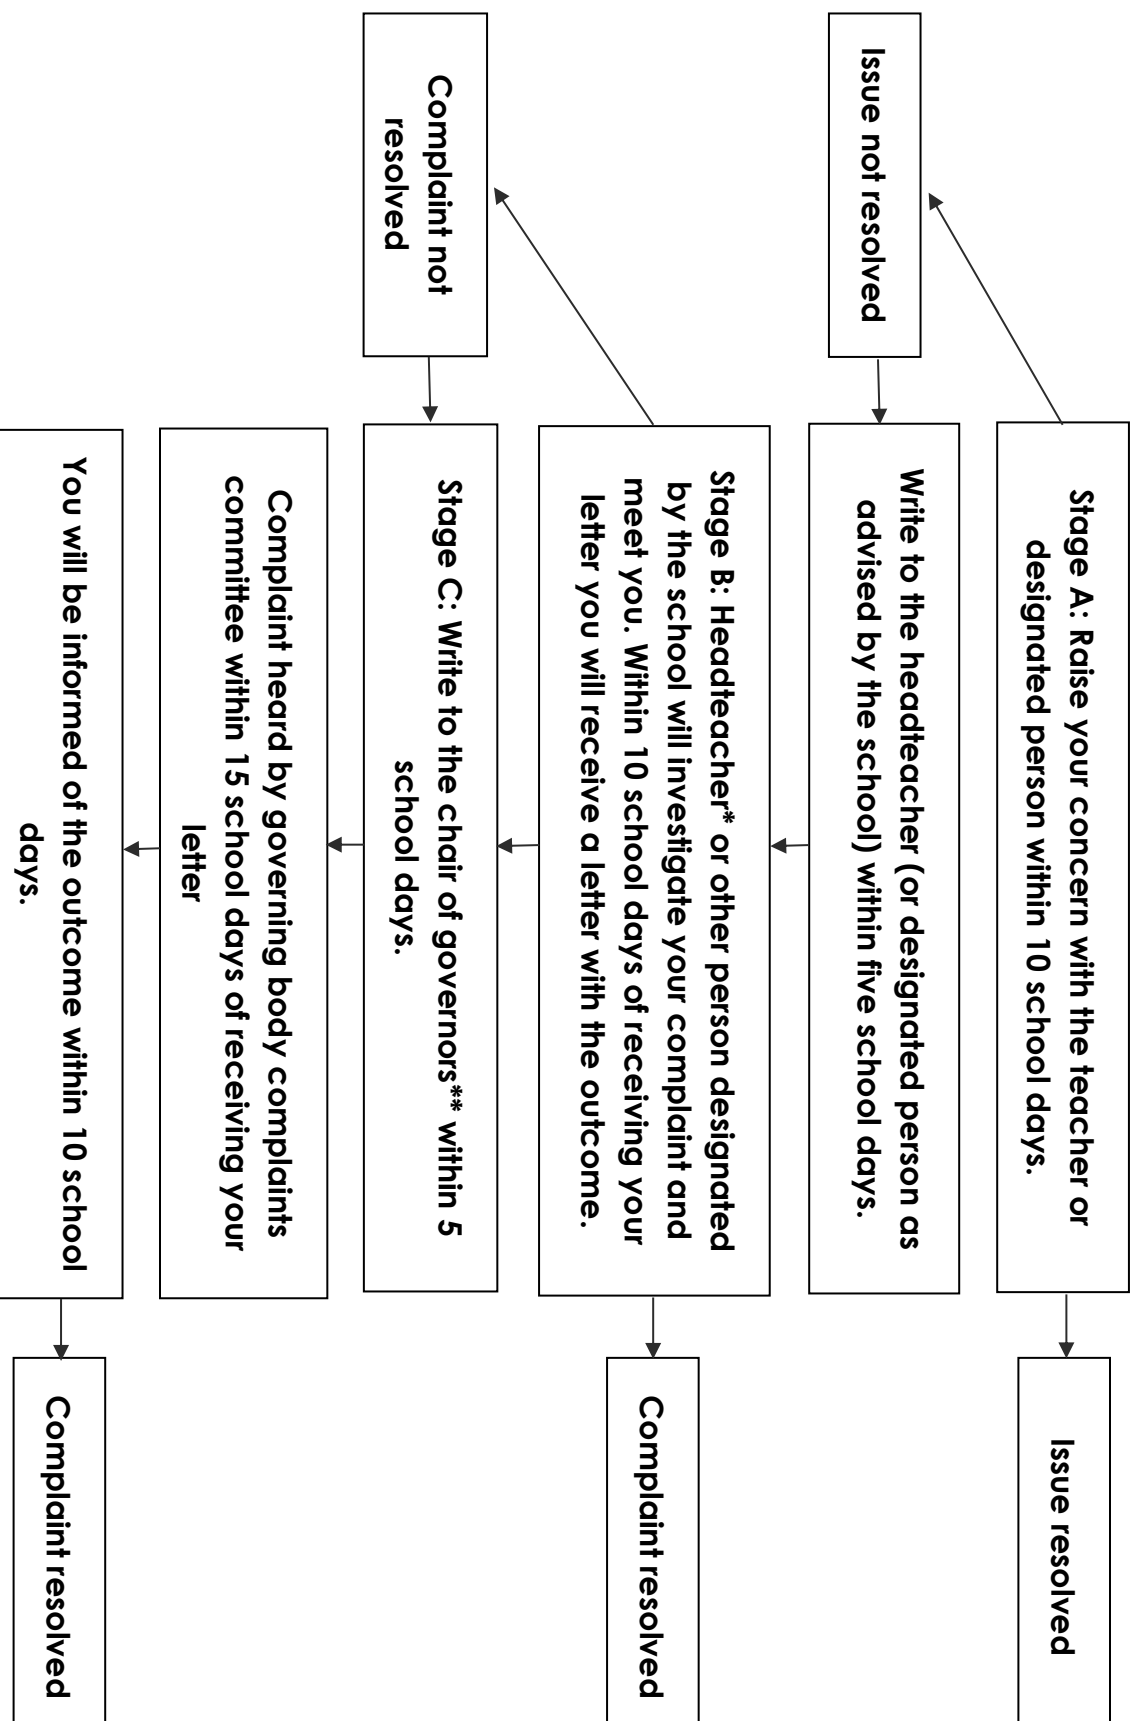 Stage A: Raise your concern with the teacher or
designated person within 10 school days.
Issue resolved
Issue not resolved
Write to the headteacher (or designated person as
advised by the school) within five school days.
Stage B: Headteacher* or other person designated
by the school will investigate your complaint and
meet you. Within 10 school days of receiving your
letter you will receive a letter with the outcome.
Complaint resolved
Complaint not
resolved
Stage C: Write to the chair of governors** within 5
school days.
Complaint heard by governing body complaints
committee within 15 school days of receiving your
letter
You will be informed of the outcome within 10 school
days.
Complaint resolved